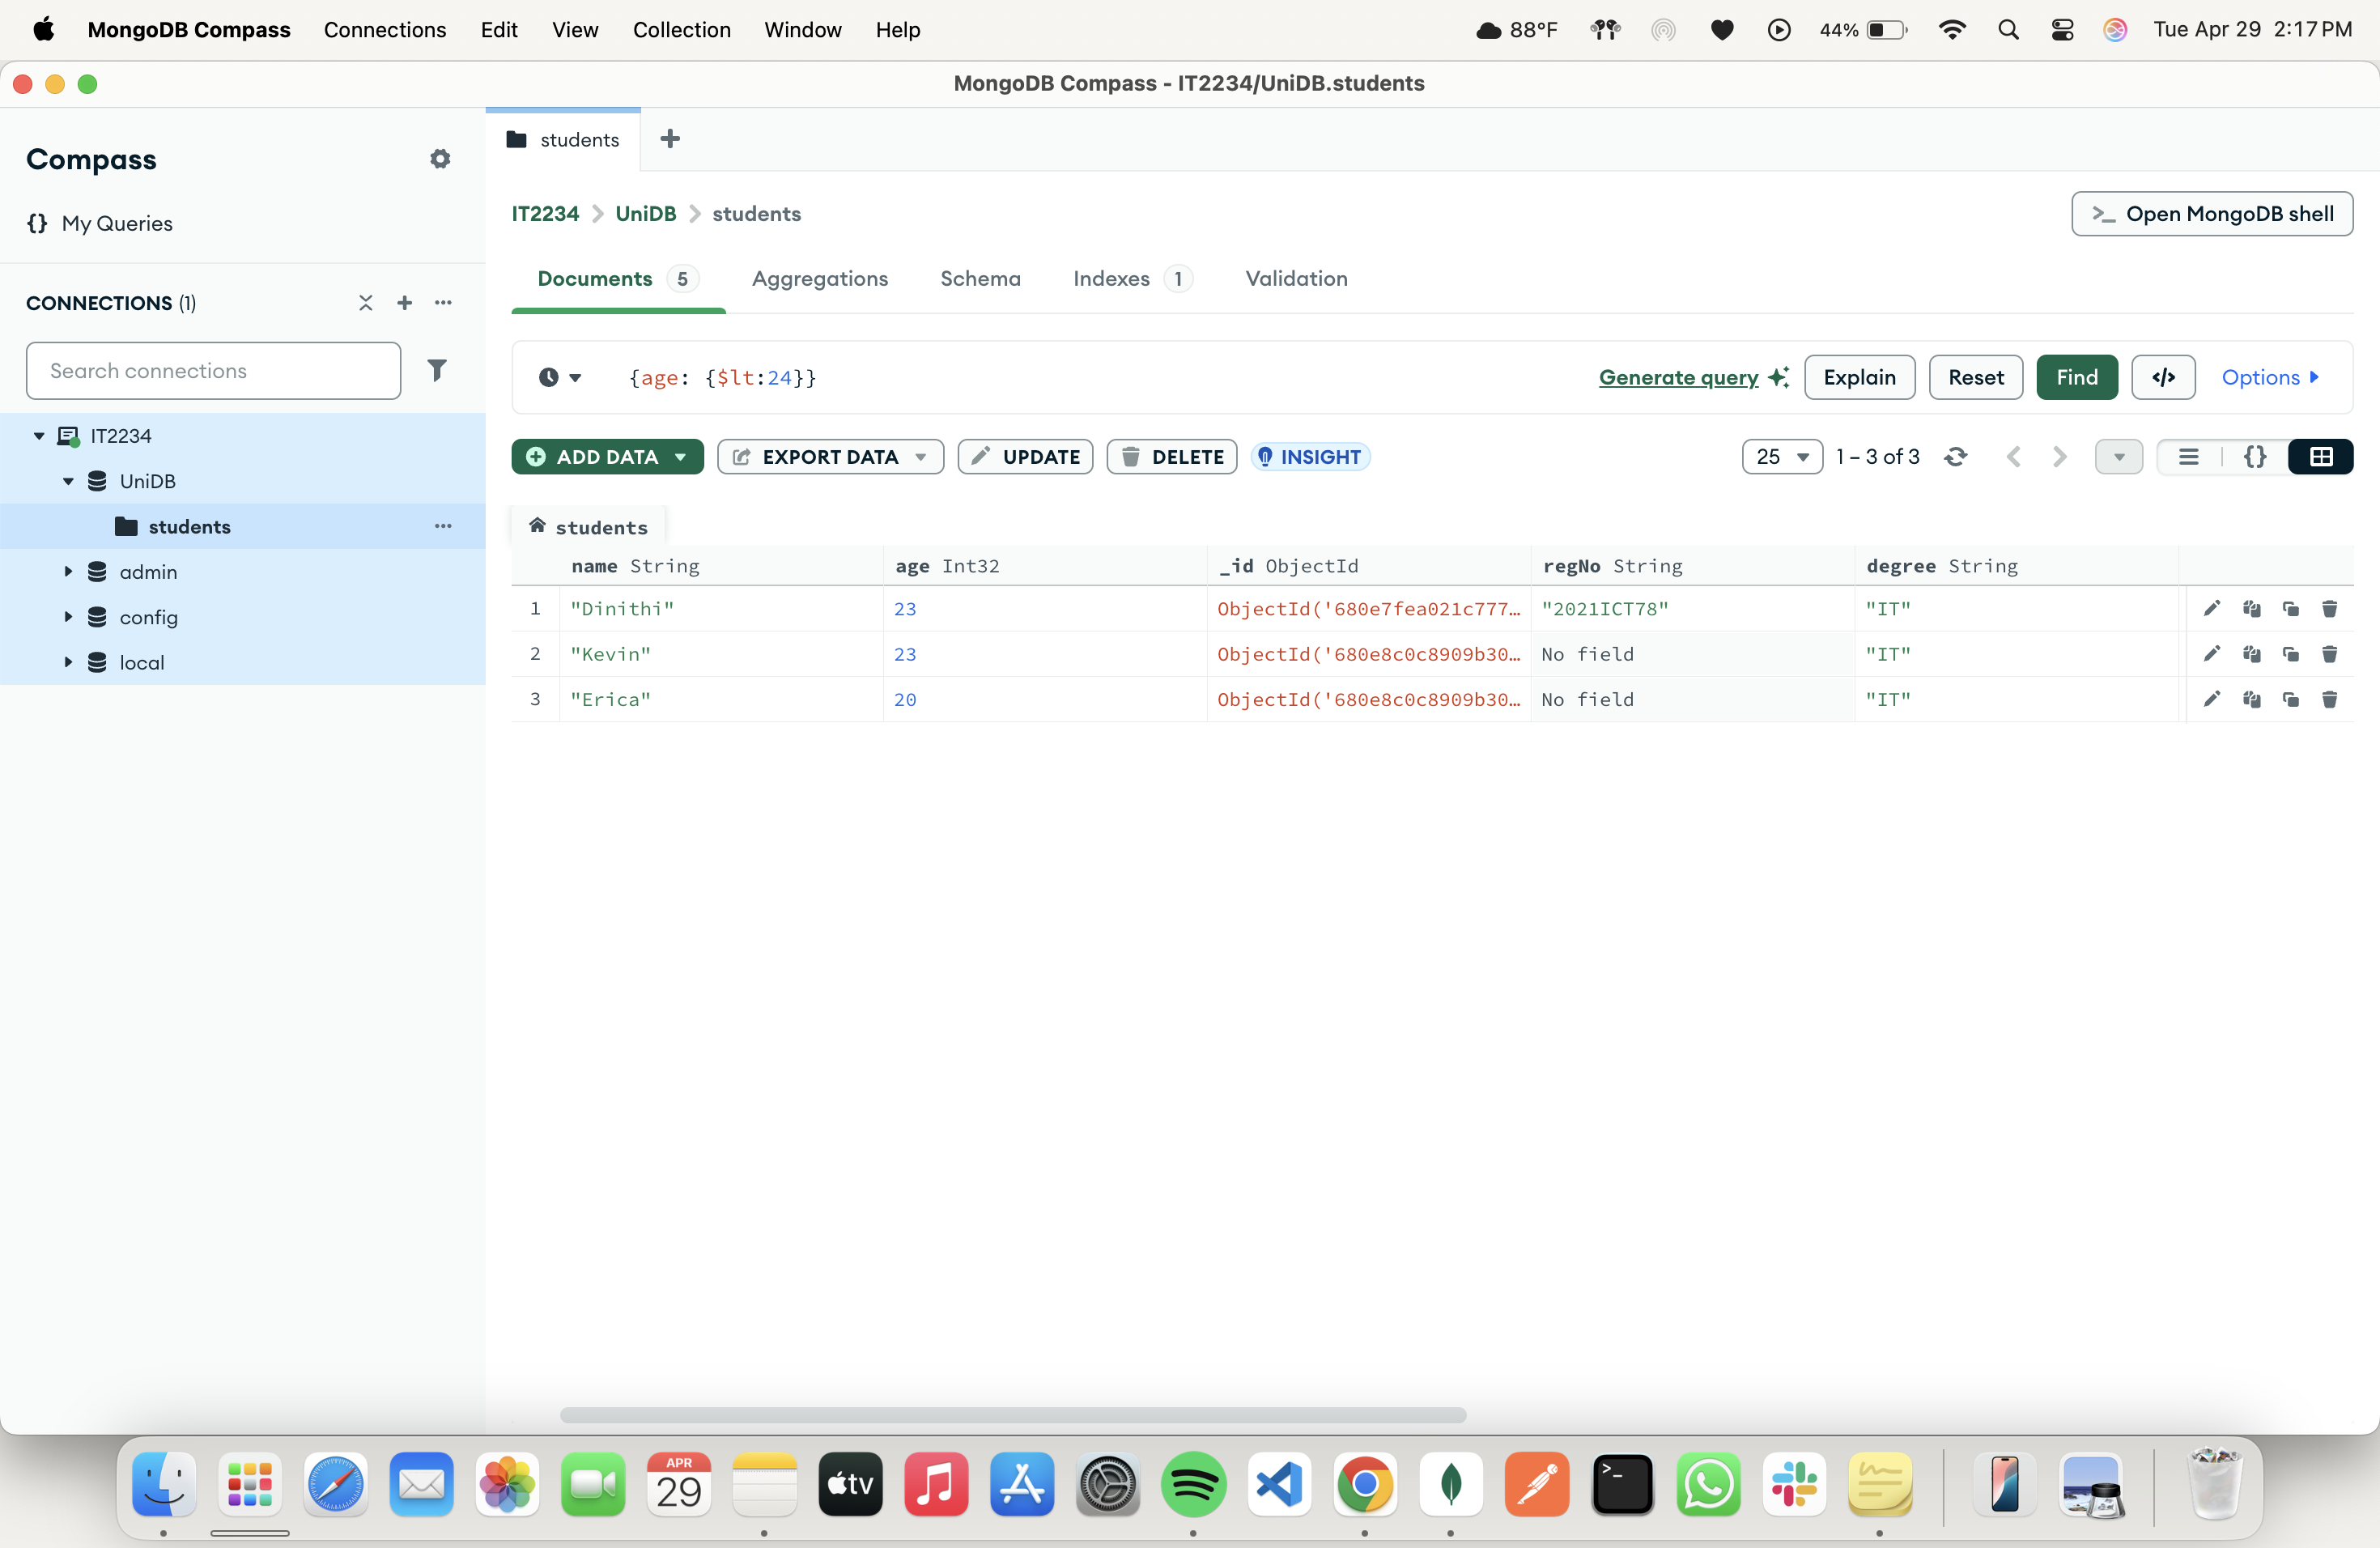 MongoDB Compass Connections Edit View Collection Window Help 88°F 44% Tue Apr 29 2:17 PM
MongoDB Compass - IT2234/UniDB.students
Compass
My Queries
CONNECTIONS (1)
Search connections
IT2234
UniDB
students
admin
config
local
students
IT2234 > UniDB > students
>_ Open MongoDB shell
Documents 5 Aggregations Schema Indexes 1 Validation
{age: {$lt:24}}
Generate query Explain Reset Find </> Options
ADD DATA EXPORT DATA UPDATE DELETE INSIGHT 25 1 – 3 of 3 {}
students
name String age Int32 _id ObjectId regNo String degree String
1 "Dinithi" 23 ObjectId('680e7fea021c777… "2021ICT78" "IT"
2 "Kevin" 23 ObjectId('680e8c0c8909b30… No field "IT"
3 "Erica" 20 ObjectId('680e8c0c8909b30… No field "IT"
APR
29
tv
>_